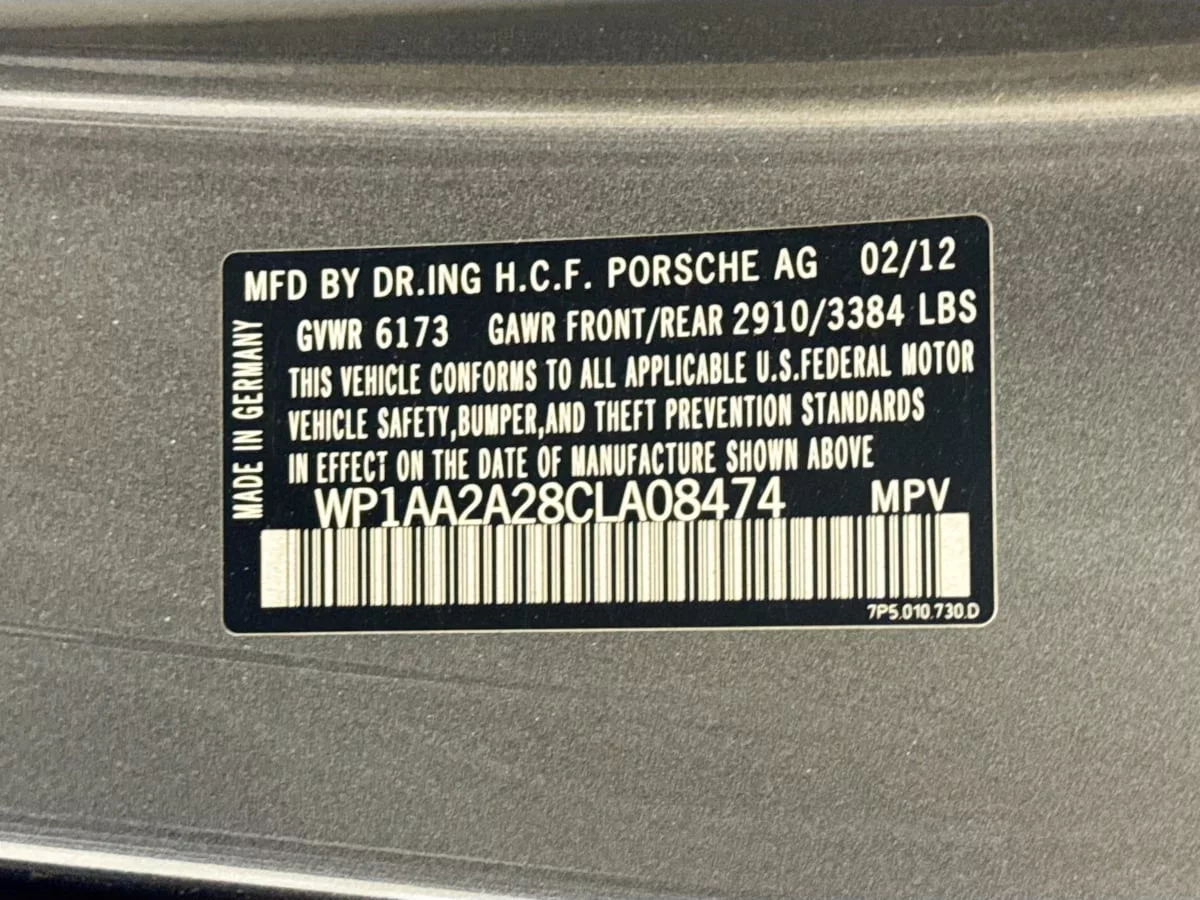 MFD BY DR.ING H.C.F. PORSCHE AG 02/12
GVWR 6173 GAWR FRONT/REAR 2910/3384 LBS
THIS VEHICLE CONFORMS TO ALL APPLICABLE U.S.FEDERAL MOTOR
VEHICLE SAFETY,BUMPER,AND THEFT PREVENTION STANDARDS
IN EFFECT ON THE DATE OF MANUFACTURE SHOWN ABOVE
MADE IN GERMANY
WP1AA2A28CLA08474 MPV
7P5.010.730.D